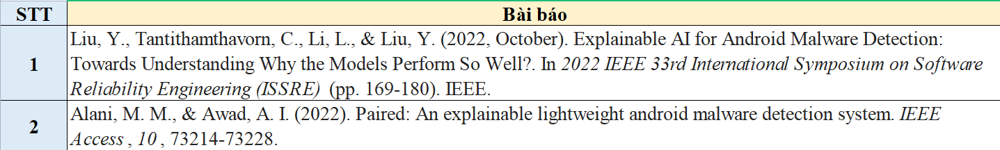 STT Bài báo
1 Liu, Y., Tantithamthavorn, C., Li, L., & Liu, Y. (2022, October). Explainable AI for Android Malware Detection:
Towards Understanding Why the Models Perform So Well?. In 2022 IEEE 33rd International Symposium on Software
Reliability Engineering (ISSRE) (pp. 169-180). IEEE.
2 Alani, M. M., & Awad, A. I. (2022). Paired: An explainable lightweight android malware detection system. IEEE
Access , 10 , 73214-73228.